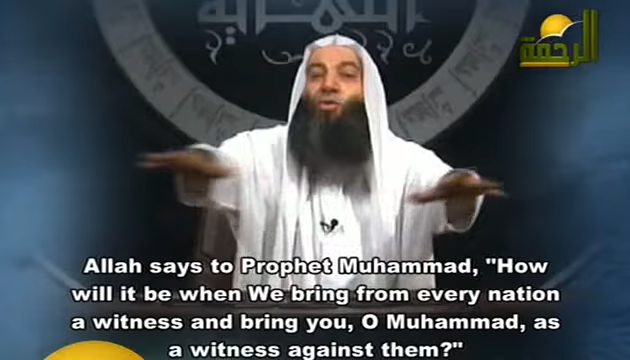 النهاية
الرحمة
Allah says to Prophet Muhammad, "How
will it be when We bring from every nation
a witness and bring you, O Muhammad, as
a witness against them?"